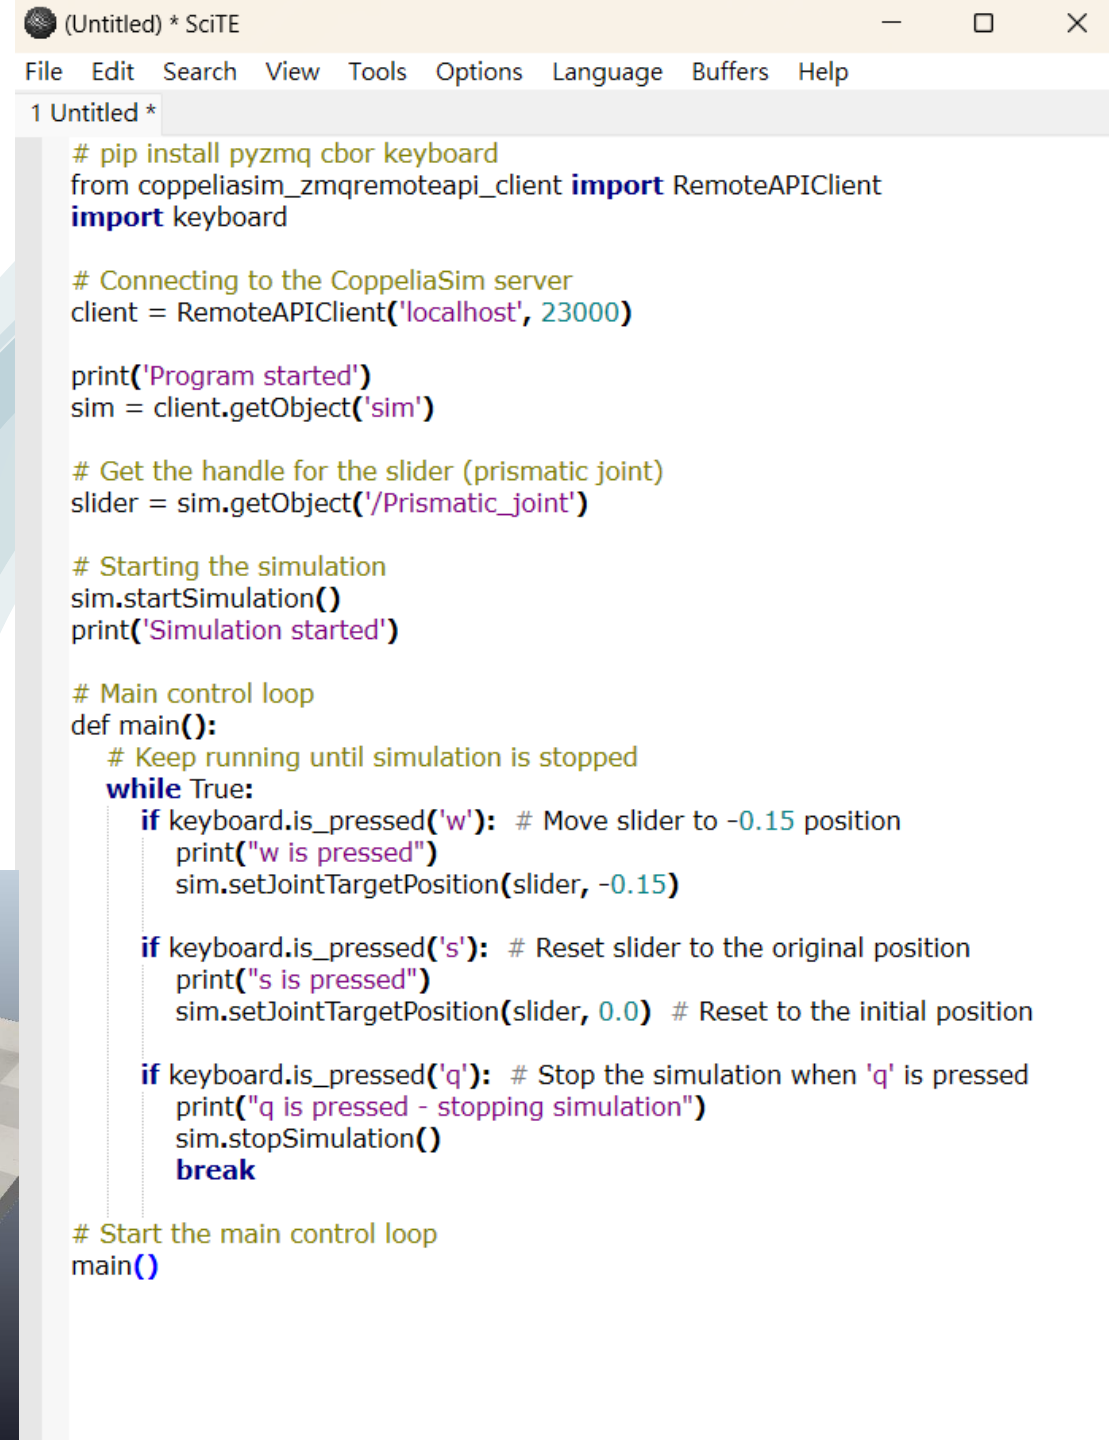 (Untitled) * SciTE
File Edit Search View Tools Options Language Buffers Help
1 Untitled *
# pip install pyzmq cbor keyboard
from coppeliasim_zmqremoteapi_client import RemoteAPIClient
import keyboard
# Connecting to the CoppeliaSim server
client = RemoteAPIClient('localhost', 23000)
print('Program started')
sim = client.getObject('sim')
# Get the handle for the slider (prismatic joint)
slider = sim.getObject('/Prismatic_joint')
# Starting the simulation
sim.startSimulation()
print('Simulation started')
# Main control loop
def main():
# Keep running until simulation is stopped
while True:
if keyboard.is_pressed('w'): # Move slider to -0.15 position
print("w is pressed")
sim.setJointTargetPosition(slider, -0.15)
if keyboard.is_pressed('s'): # Reset slider to the original position
print("s is pressed")
sim.setJointTargetPosition(slider, 0.0) # Reset to the initial position
if keyboard.is_pressed('q'): # Stop the simulation when 'q' is pressed
print("q is pressed - stopping simulation")
sim.stopSimulation()
break
# Start the main control loop
main()